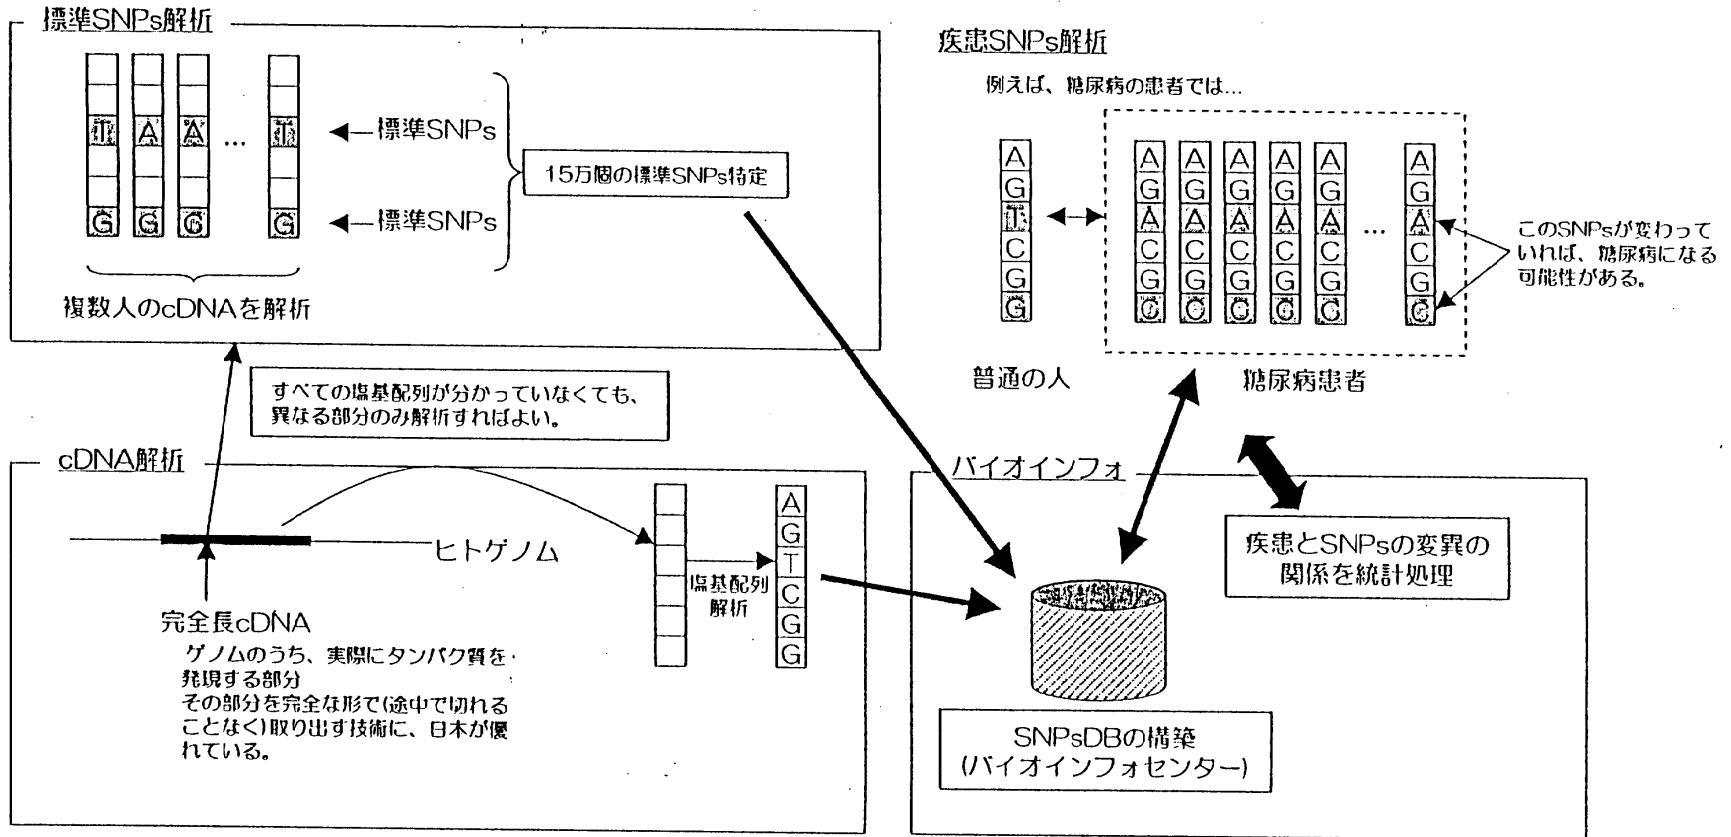 標準SNPs解析
T A A … T ←標準SNPs
G G G G ←標準SNPs
15万個の標準SNPs特定
複数人のcDNAを解析
すべての塩基配列が分かっていなくても、
異なる部分のみ解析すればよい。
疾患SNPs解析
例えば、糖尿病の患者では…
A A A A A A A
G G G G G G G
T A A A A A … A
C C C C C C C
G G G G G G G
G C C C C C C
このSNPsが変わって
いれば、糖尿病になる
可能性がある。
普通の人
糖尿病患者
cDNA解析
ヒトゲノム
完全長cDNA
ゲノムのうち、実際にタンパク質を
発現する部分
その部分を完全な形で(途中で切れる
ことなく)取り出す技術に、日本が優
れている。
塩基配列
解析
A
G
T
C
G
G
バイオインフォ
疾患とSNPsの変異の
関係を統計処理
SNPsDBの構築
(バイオインフォセンター)